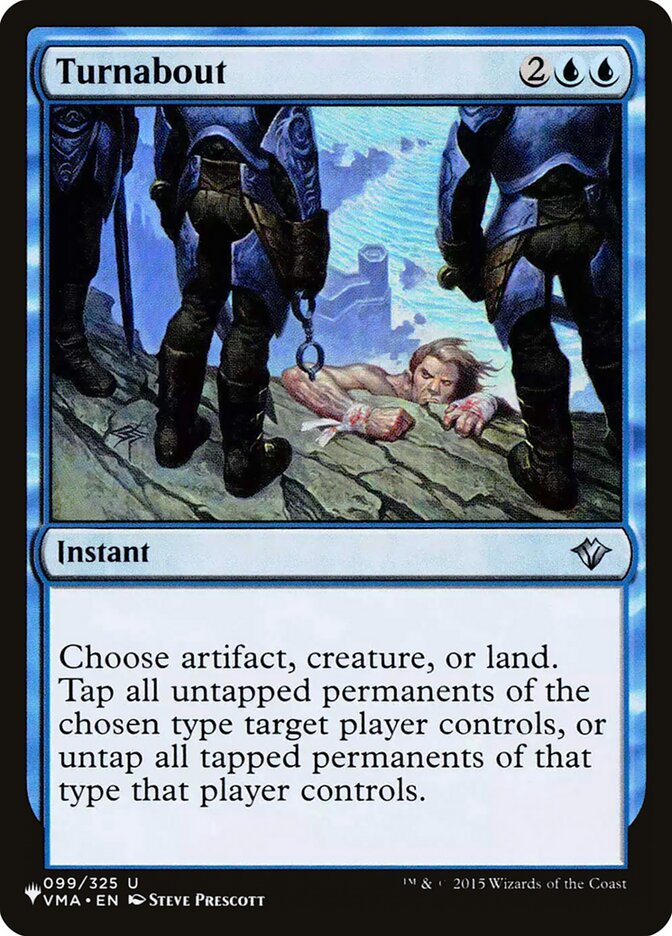 Turnabout 2
Instant
Choose artifact, creature, or land.
Tap all untapped permanents of the
chosen type target player controls, or
untap all tapped permanents of that
type that player controls.
099/325 U
VMA • EN Steve Prescott
™ & © 2015 Wizards of the Coast